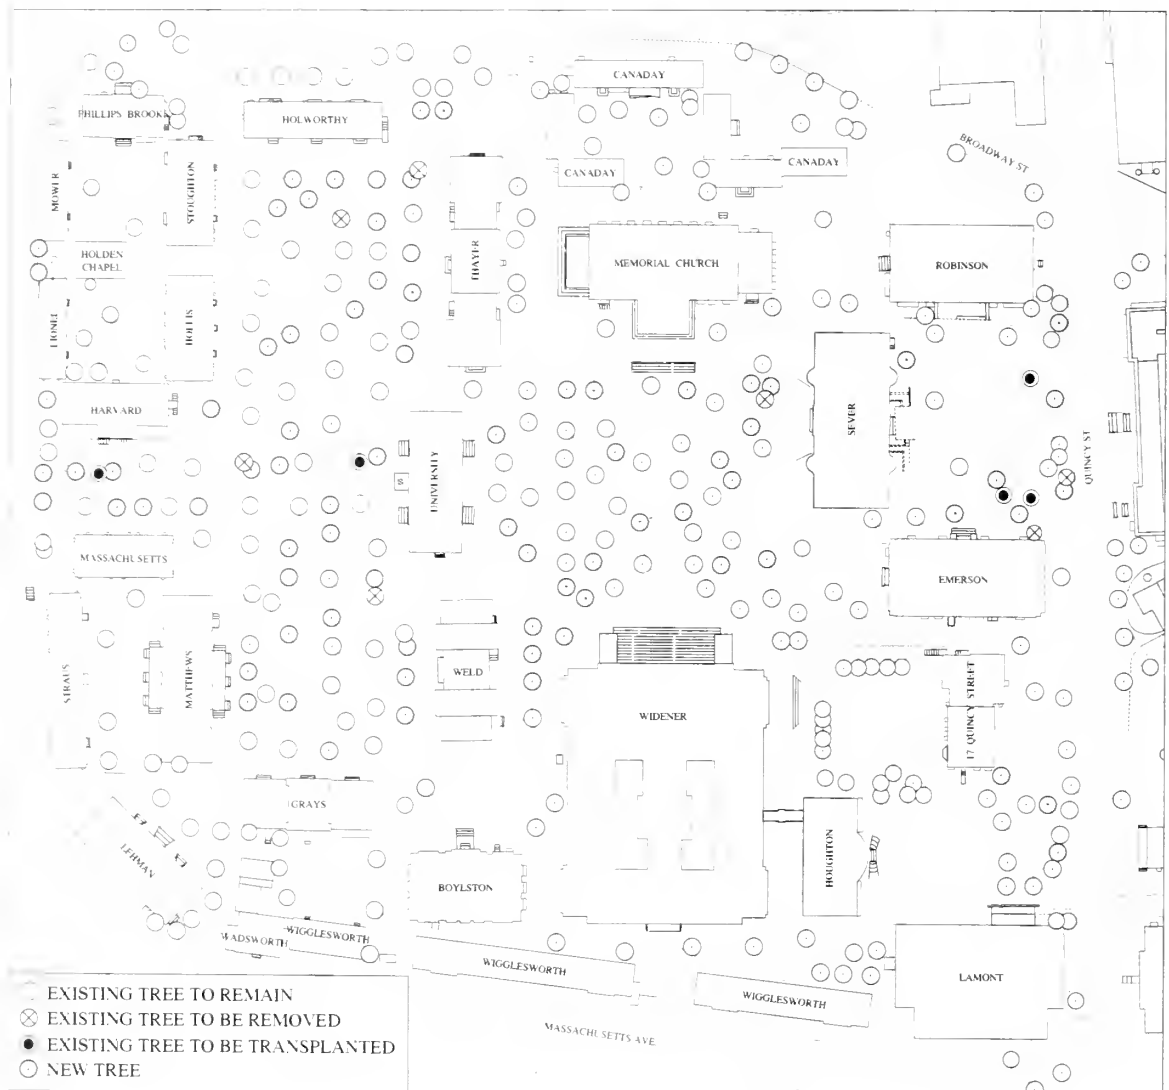 CANADAY
PHILLIPS BROOKS
HOLWORTHY
BROADWAY ST
CANADAY
CANADAY
MOWER
STOUGHTON
HOLDEN
CHAPEL
THAYER
MEMORIAL CHURCH
ROBINSON
LIONEL
HOLLIS
HARVARD
SEVER
QUINCY ST
UNIVERSITY
MASSACHUSETTS
EMERSON
STRAUS
MATTHEWS
WELD
WIDENER
17 QUINCY STREET
GRAYS
LEHMAN
BOYLSTON
HOUGHTON
WADSWORTH
WIGGLESWORTH
WIGGLESWORTH
WIGGLESWORTH
LAMONT
MASSACHUSETTS AVE
EXISTING TREE TO REMAIN
EXISTING TREE TO BE REMOVED
EXISTING TREE TO BE TRANSPLANTED
NEW TREE